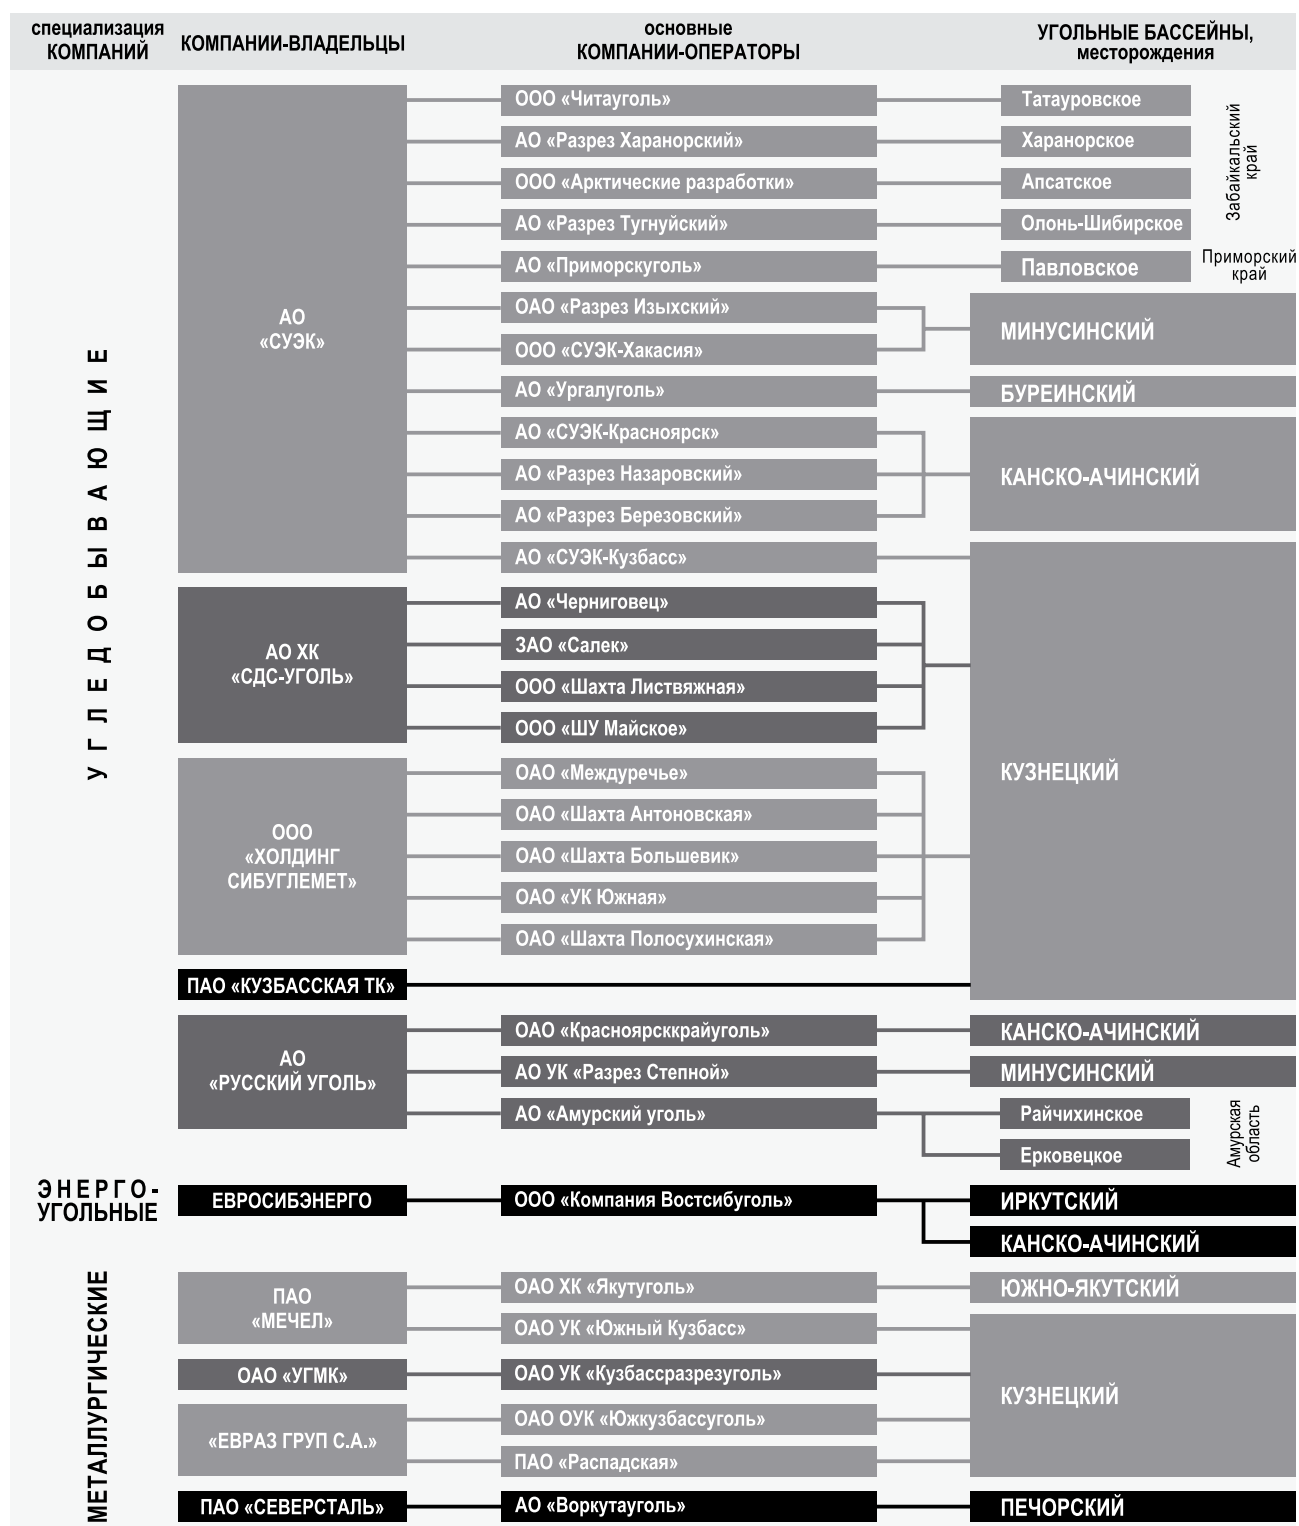 специализация
КОМПАНИЙ
КОМПАНИИ-ВЛАДЕЛЬЦЫ
основные
КОМПАНИИ-ОПЕРАТОРЫ
УГОЛЬНЫЕ БАССЕЙНЫ,
месторождения
УГЛЕДОБЫВАЮЩИЕ
АО
«СУЭК»
ООО «Читауголь»
Татауровское
АО «Разрез Харанорский»
Харанорское
ООО «Арктические разработки»
Апсатское
АО «Разрез Тугнуйский»
Олонь-Шибирское
Забайкальский
край
АО «Приморскуголь»
Павловское
Приморский
край
ОАО «Разрез Изыхский»
ООО «СУЭК-Хакасия»
МИНУСИНСКИЙ
АО «Ургалуголь»
БУРЕИНСКИЙ
АО «СУЭК-Красноярск»
АО «Разрез Назаровский»
АО «Разрез Березовский»
КАНСКО-АЧИНСКИЙ
АО «СУЭК-Кузбасс»
АО ХК
«СДС-УГОЛЬ»
АО «Черниговец»
ЗАО «Салек»
ООО «Шахта Листвяжная»
ООО «ШУ Майское»
КУЗНЕЦКИЙ
ООО
«ХОЛДИНГ
СИБУГЛЕМЕТ»
ОАО «Междуречье»
ОАО «Шахта Антоновская»
ОАО «Шахта Большевик»
ОАО «УК Южная»
ОАО «Шахта Полосухинская»
ПАО «КУЗБАССКАЯ ТК»
АО
«РУССКИЙ УГОЛЬ»
ОАО «Красноярсккрайуголь»
КАНСКО-АЧИНСКИЙ
АО УК «Разрез Степной»
МИНУСИНСКИЙ
АО «Амурский уголь»
Райчихинское
Ерковецкое
Амурская
область
ЭНЕРГО-
УГОЛЬНЫЕ
ЕВРОСИБЭНЕРГО
ООО «Компания Востсибуголь»
ИРКУТСКИЙ
КАНСКО-АЧИНСКИЙ
МЕТАЛЛУРГИЧЕСКИЕ
ПАО
«МЕЧЕЛ»
ОАО ХК «Якутуголь»
ЮЖНО-ЯКУТСКИЙ
ОАО УК «Южный Кузбасс»
ОАО «УГМК»
ОАО УК «Кузбассразрезуголь»
КУЗНЕЦКИЙ
«ЕВРАЗ ГРУП С.А.»
ОАО ОУК «Южкузбассуголь»
ПАО «Распадская»
ПАО «СЕВЕРСТАЛЬ»
АО «Воркутауголь»
ПЕЧОРСКИЙ